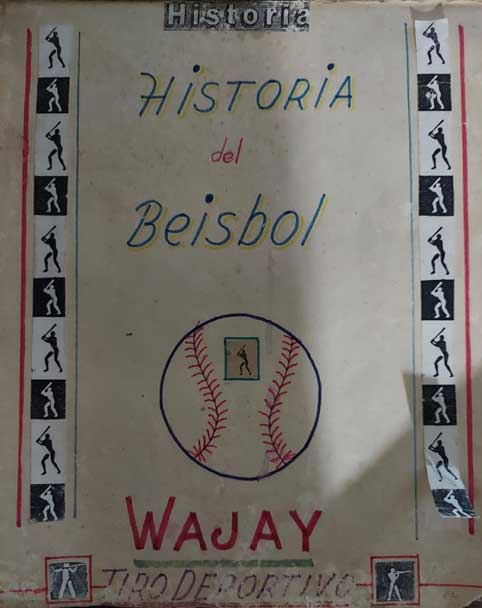 Historia
HiSTORiA
del
Beisbol
WAJAY
TIRO DEPORTIVO